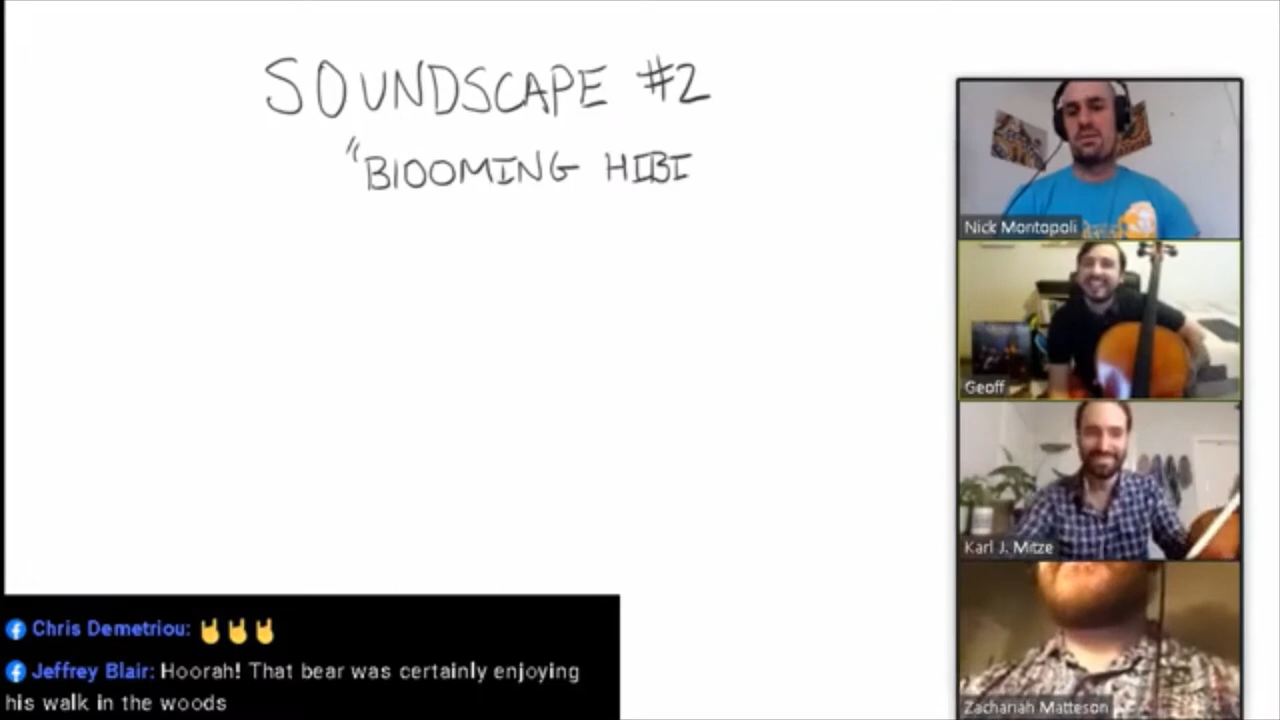 SOUNDSCAPE #2
"BlOOMING HIBI
Nick Montopoli
Geoff
Karl J. Mitze
Zachariah Matteson
Chris Demetriou: 🤘🤘🤘
Jeffrey Blair: Hoorah! That bear was certainly enjoying
his walk in the woods